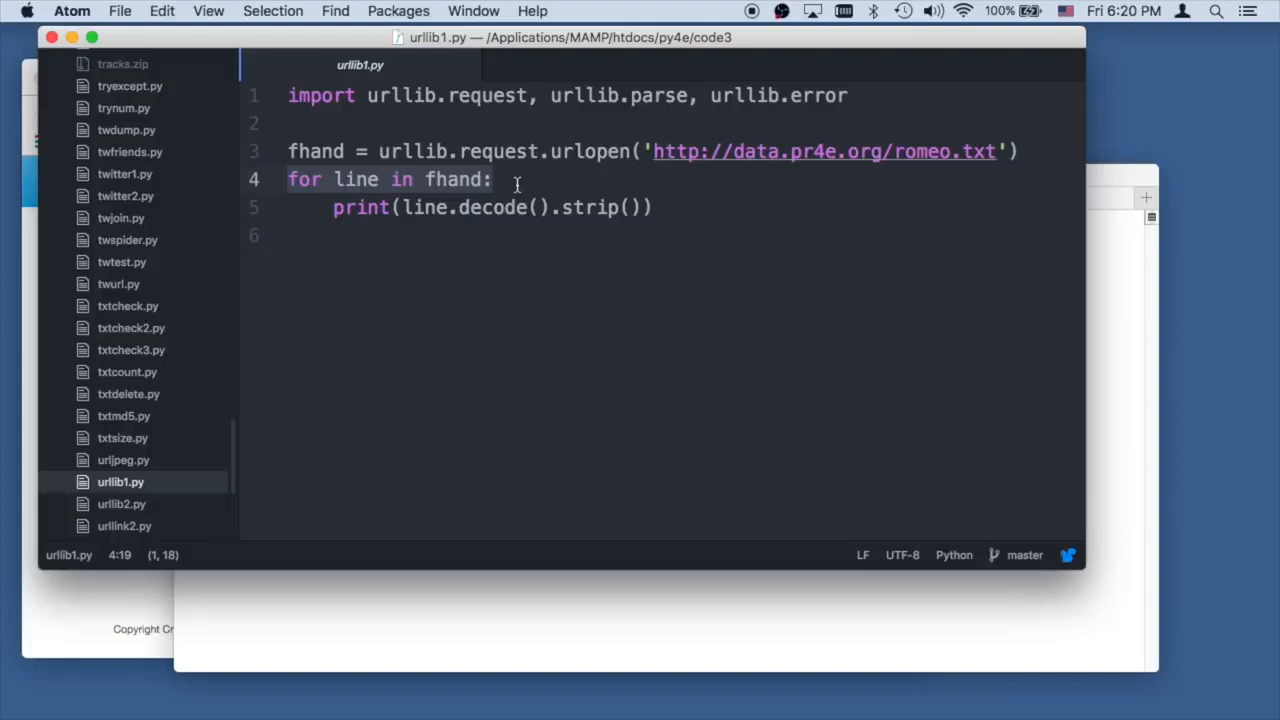 Atom File Edit View Selection Find Packages Window Help 100% Fri 6:20 PM
urllib1.py — /Applications/MAMP/htdocs/py4e/code3
tracks.zip
tryexcept.py
trynum.py
twdump.py
twfriends.py
twitter1.py
twitter2.py
twjoin.py
twspider.py
twtest.py
twurl.py
txtcheck.py
txtcheck2.py
txtcheck3.py
txtcount.py
txtdelete.py
txtmd5.py
txtsize.py
urljpeg.py
urllib1.py
urllib2.py
urllink2.py
urllib1.py
1 import urllib.request, urllib.parse, urllib.error
2
3 fhand = urllib.request.urlopen('http://data.pr4e.org/romeo.txt')
4 for line in fhand:
5     print(line.decode().strip())
6
urllib1.py 4:19 (1, 18) LF UTF-8 Python master
Copyright Cr